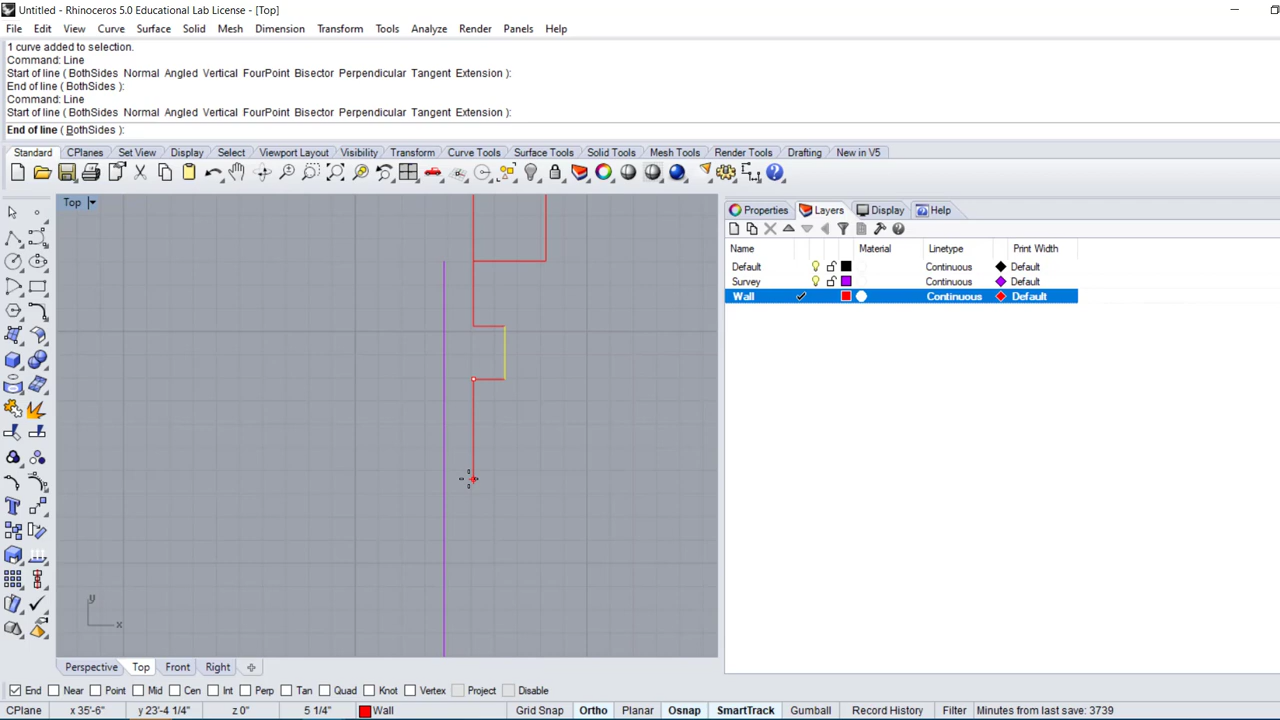 Untitled - Rhinoceros 5.0 Educational Lab License - [Top]
File Edit View Curve Surface Solid Mesh Dimension Transform Tools Analyze Render Panels Help
1 curve added to selection.
Command: Line
Start of line ( BothSides Normal Angled Vertical FourPoint Bisector Perpendicular Tangent Extension ):
End of line ( BothSides ):
Command: Line
Start of line ( BothSides Normal Angled Vertical FourPoint Bisector Perpendicular Tangent Extension ):
End of line ( BothSides ):
Standard CPlanes Set View Display Select Viewport Layout Visibility Transform Curve Tools Surface Tools Solid Tools Mesh Tools Render Tools Drafting New in V5
Top
Properties Layers Display Help
Name Material Linetype Print Width
Default Continuous Default
Survey Continuous Default
Wall Continuous Default
y
x
Perspective Top Front Right
End Near Point Mid Cen Int Perp Tan Quad Knot Vertex Project Disable
CPlane x 35'-6" y 23'-4 1/4" z 0" 5 1/4" Wall Grid Snap Ortho Planar Osnap SmartTrack Gumball Record History Filter Minutes from last save: 3739